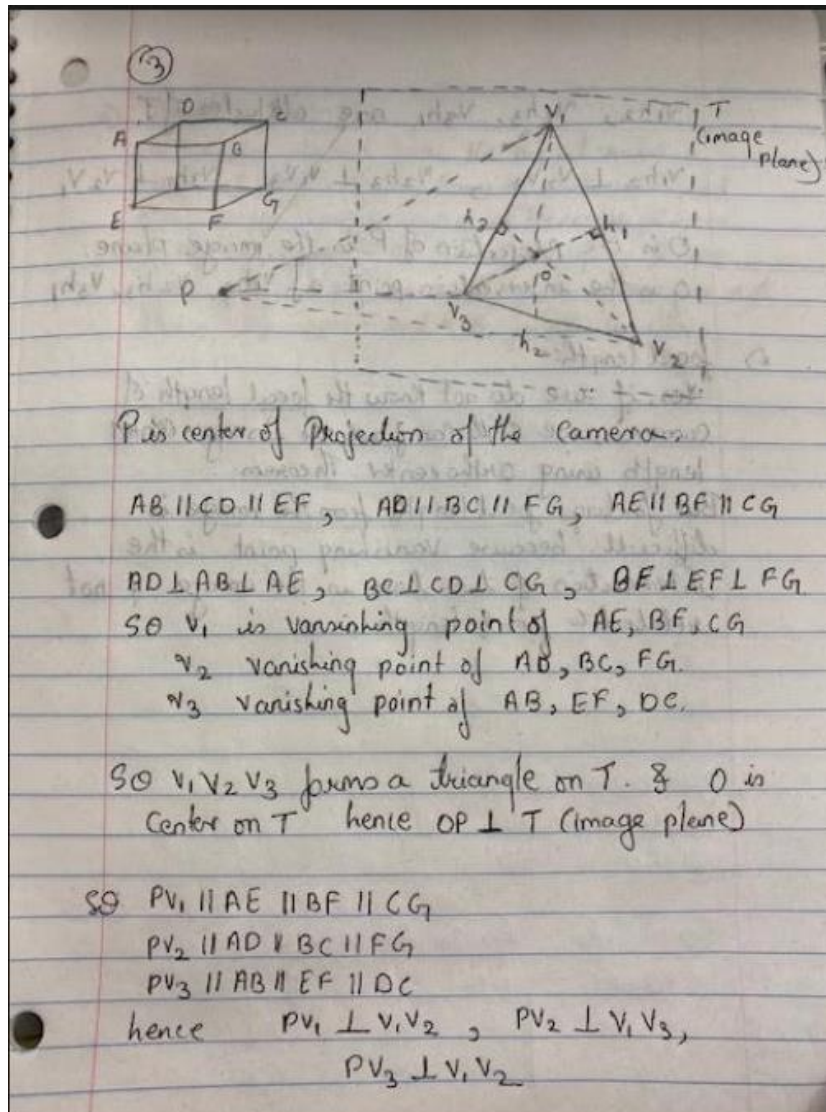 3
D
A
B
E
F
G
P
V₁
T
(image
plane)
h₂
h₁
O
V₃
h₂
V₂
P is center of Projection of the Camera.
AB || CD || EF, AD || BC || FG, AE || BF || CG
AD ⊥ AB ⊥ AE, BC ⊥ CD ⊥ CG, BF ⊥ EF ⊥ FG
SO V₁ is vansinhing point of AE, BF, CG
V₂ vanishing point of AD, BC, FG.
V₃ vanishing point of AB, EF, DC.
SO V₁ V₂ V₃ forms a triangle on T. & O is
Center on T hence OP ⊥ T (image plane)
SO PV₁ || AE || BF || CG
PV₂ || AD || BC || FG
PV₃ || AB || EF || DC
hence PV₁ ⊥ V₁V₂, PV₂ ⊥ V₁V₃,
PV₃ ⊥ V₁V₂